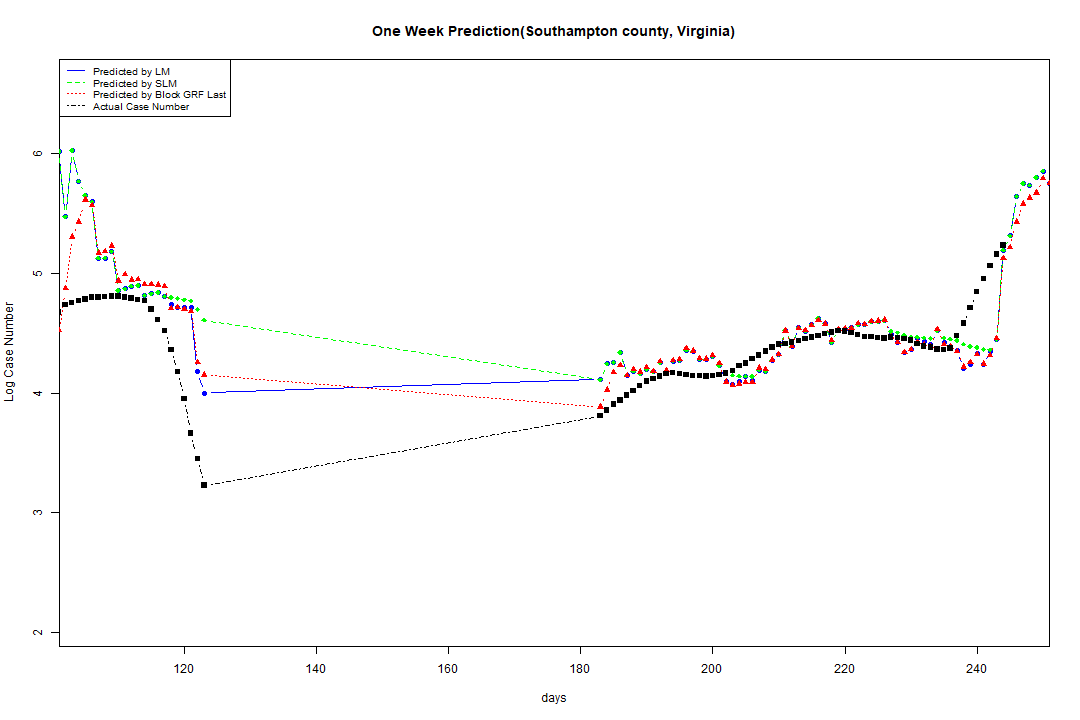 One Week Prediction(Southampton county, Virginia)
Predicted by LM
Predicted by SLM
Predicted by Block GRF Last
Actual Case Number
6
5
4
3
2
Log Case Number
120 140 160 180 200 220 240
days